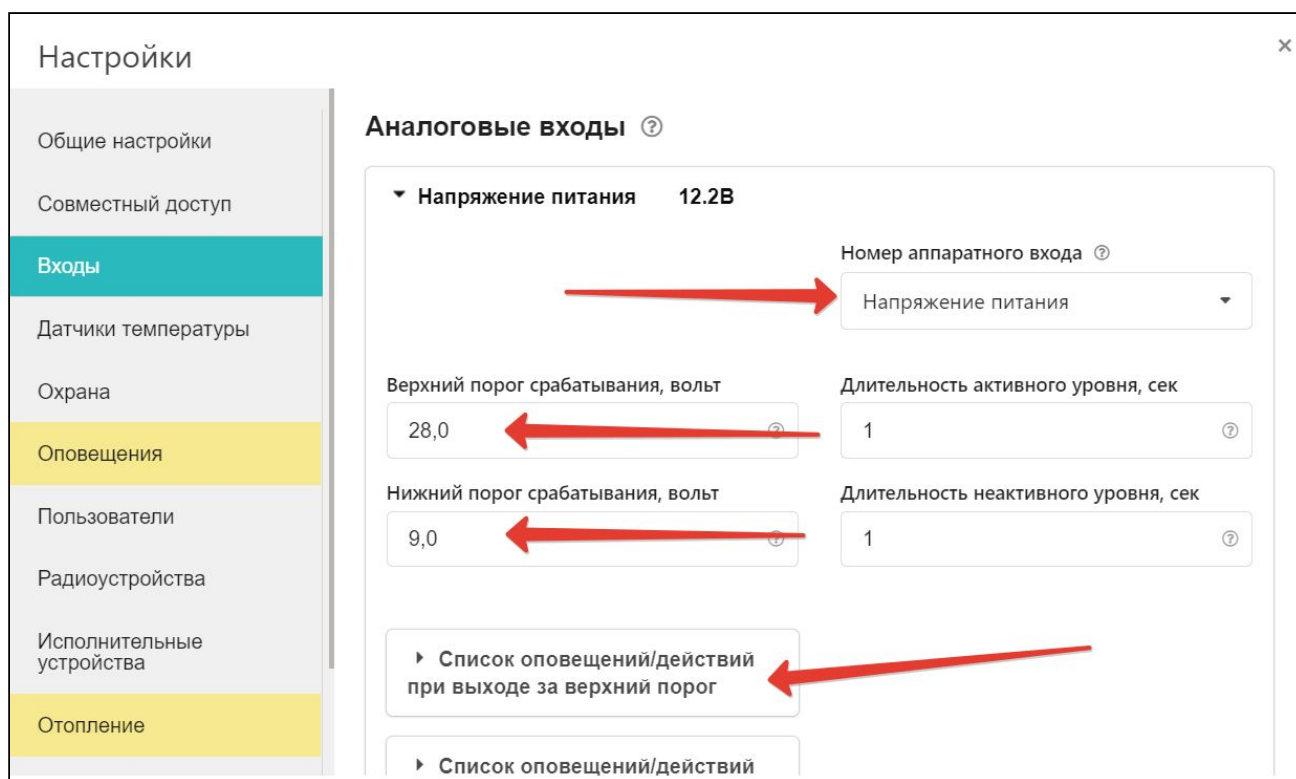 Настройки
×
Общие настройки
Совместный доступ
Входы
Датчики температуры
Охрана
Оповещения
Пользователи
Радиоустройства
Исполнительные
устройства
Отопление
Аналоговые входы ?
Напряжение питания 12.2В
Номер аппаратного входа ?
Напряжение питания
Верхний порог срабатывания, вольт
28,0 ?
Длительность активного уровня, сек
1 ?
Нижний порог срабатывания, вольт
9,0 ?
Длительность неактивного уровня, сек
1 ?
Список оповещений/действий
при выходе за верхний порог
Список оповещений/действий